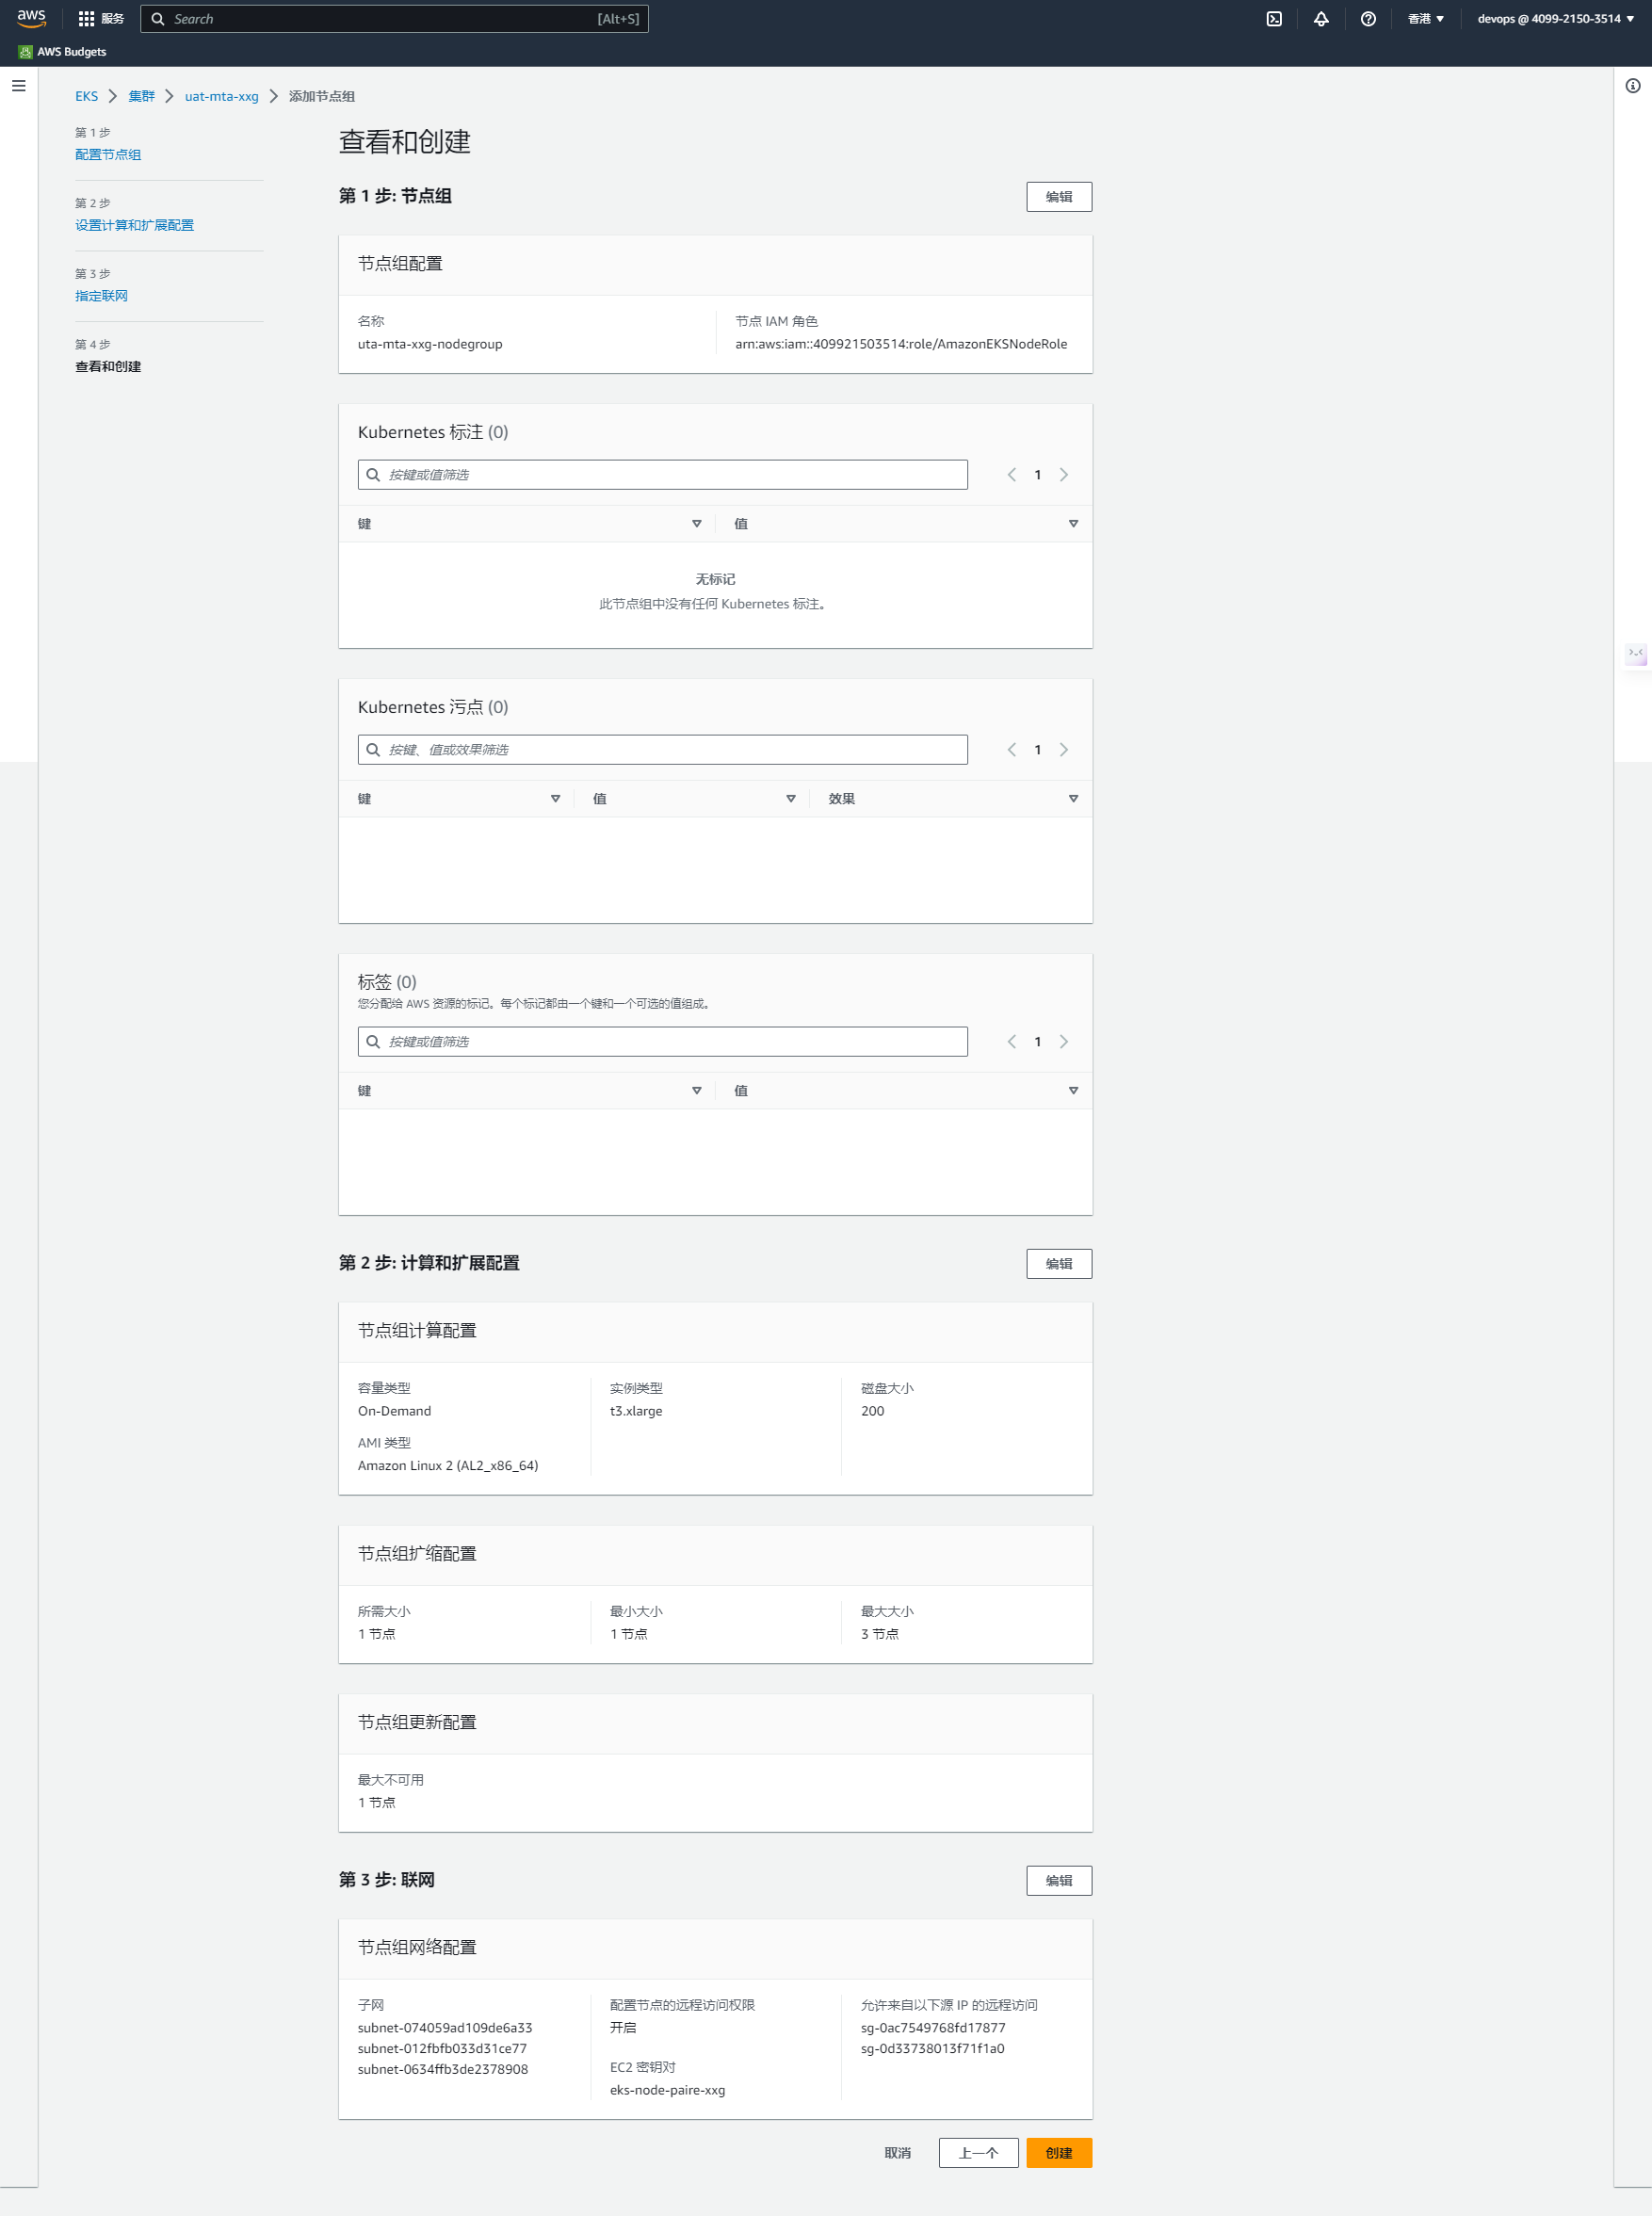 aws
服务
Search
[Alt+S]
香港
devops @ 4099-2150-3514
AWS Budgets
EKS
集群
uat-mta-xxg
添加节点组
第 1 步
配置节点组
第 2 步
设置计算和扩展配置
第 3 步
指定联网
第 4 步
查看和创建
查看和创建
第 1 步: 节点组
编辑
节点组配置
名称
uta-mta-xxg-nodegroup
节点 IAM 角色
arn:aws:iam::409921503514:role/AmazonEKSNodeRole
Kubernetes 标注 (0)
按键或值筛选
1
键
值
无标记
此节点组中没有任何 Kubernetes 标注。
Kubernetes 污点 (0)
按键、值或效果筛选
1
键
值
效果
标签 (0)
您分配给 AWS 资源的标记。每个标记都由一个键和一个可选的值组成。
按键或值筛选
1
键
值
第 2 步: 计算和扩展配置
编辑
节点组计算配置
容量类型
On-Demand
AMI 类型
Amazon Linux 2 (AL2_x86_64)
实例类型
t3.xlarge
磁盘大小
200
节点组扩缩配置
所需大小
1 节点
最小大小
1 节点
最大大小
3 节点
节点组更新配置
最大不可用
1 节点
第 3 步: 联网
编辑
节点组网络配置
子网
subnet-074059ad109de6a33
subnet-012fbfb033d31ce77
subnet-0634ffb3de2378908
配置节点的远程访问权限
开启
EC2 密钥对
eks-node-paire-xxg
允许来自以下源 IP 的远程访问
sg-0ac7549768fd17877
sg-0d33738013f71f1a0
取消
上一个
创建